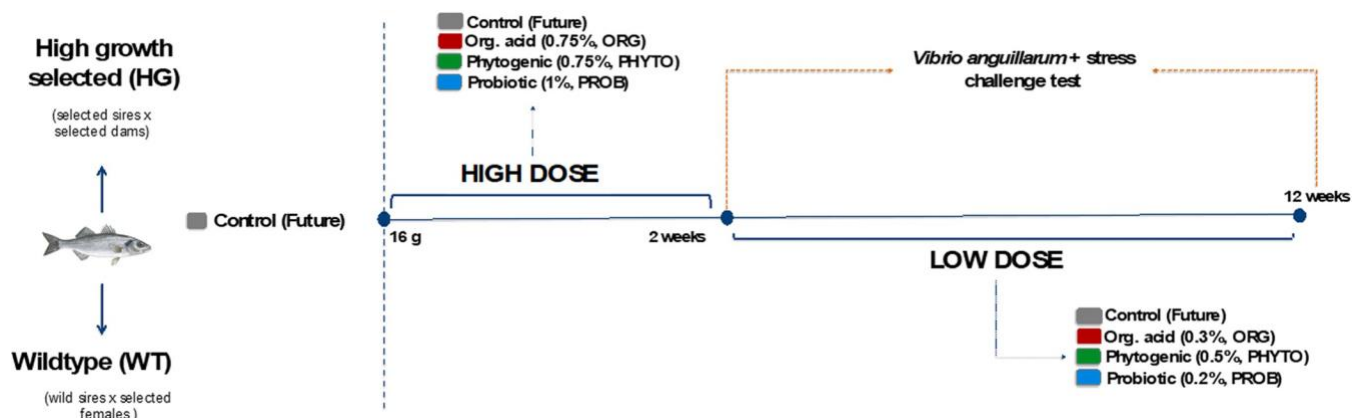 High growth
selected (HG)
(selected sires x
selected dams)
Control (Future)
Wildtype (WT)
(wild sires x selected
females )
Control (Future)
Org. acid (0.75%, ORG)
Phytogenic (0.75%, PHYTO)
Probiotic (1%, PROB)
HIGH DOSE
16 g
2 weeks
Vibrio anguillarum + stress
challenge test
12 weeks
LOW DOSE
Control (Future)
Org. acid (0.3%, ORG)
Phytogenic (0.5%, PHYTO)
Probiotic (0.2%, PROB)